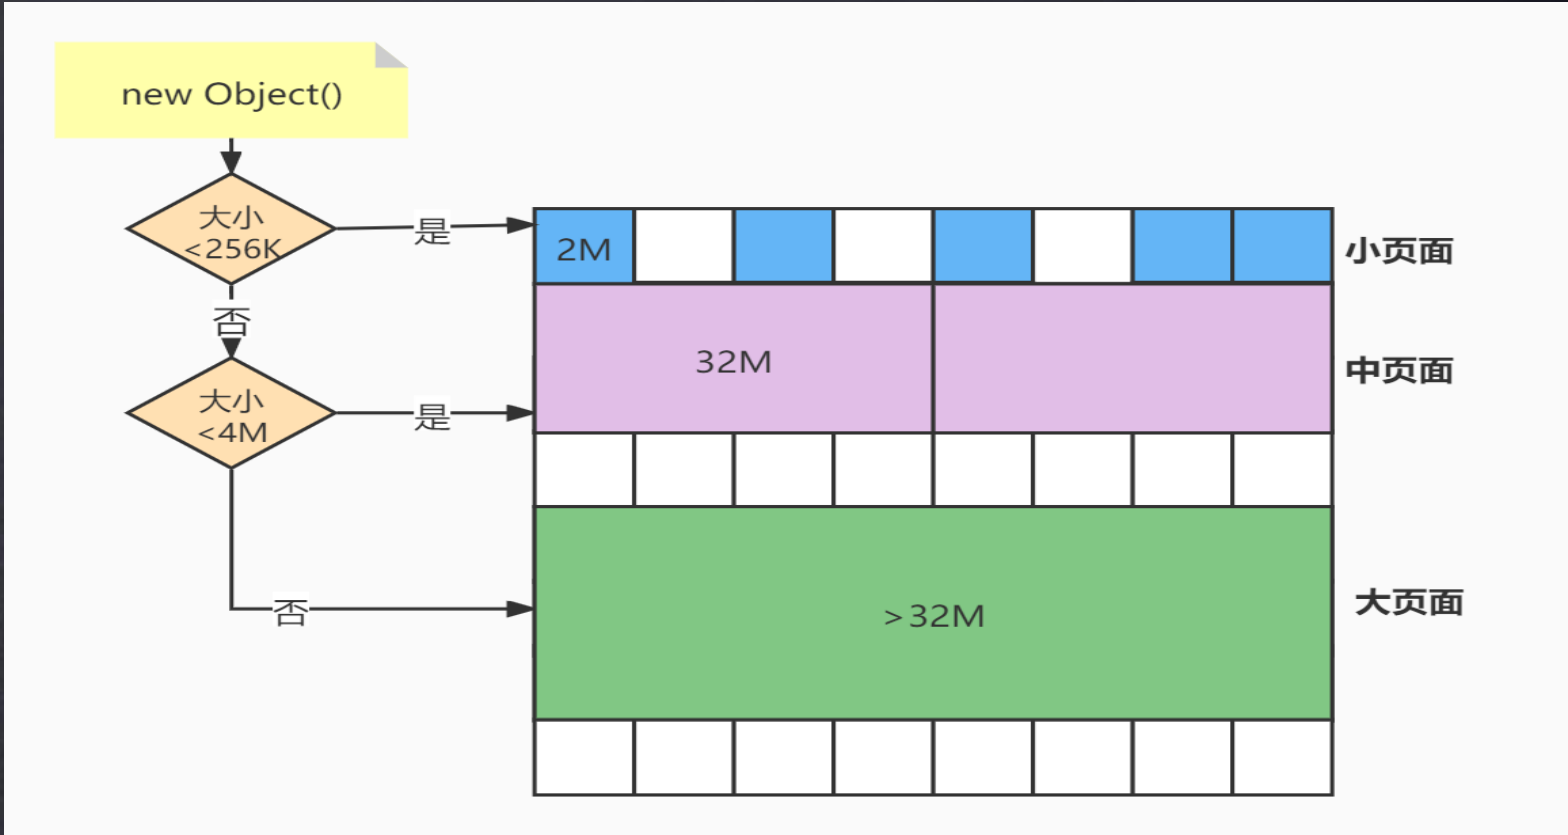 new Object()
大小
<256K
是
2M
小页面
否
32M
中页面
大小
<4M
是
否
>32M
大页面